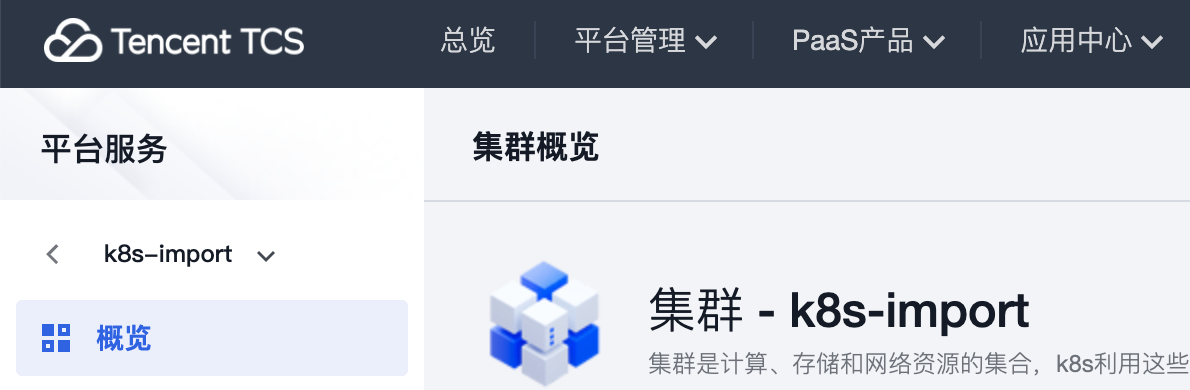 Tencent TCS 总览 平台管理 PaaS产品 应用中心
平台服务
集群概览
k8s-import
概览
集群 - k8s-import
集群是计算、存储和网络资源的集合，k8s利用这些